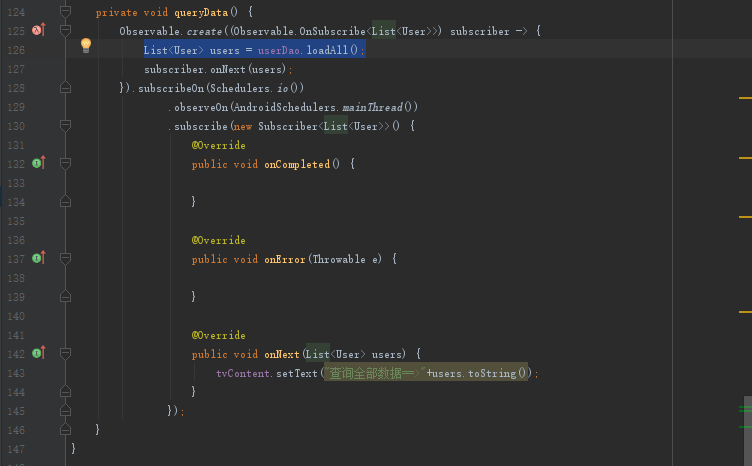 124 private void queryData() {
125 Observable.create((Observable.OnSubscribe<List<User>>) subscriber -> {
126 List<User> users = userDao.loadAll();
127 subscriber.onNext(users);
128 }).subscribeOn(Schedulers.io())
129 .observeOn(AndroidSchedulers.mainThread())
130 .subscribe(new Subscriber<List<User>>() {
131 @Override
132 public void onCompleted() {
133
134 }
135
136 @Override
137 public void onError(Throwable e) {
138
139 }
140
141 @Override
142 public void onNext(List<User> users) {
143 tvContent.setText("查询全部数据==>"+users.toString());
144 }
145 });
146 }
147 }